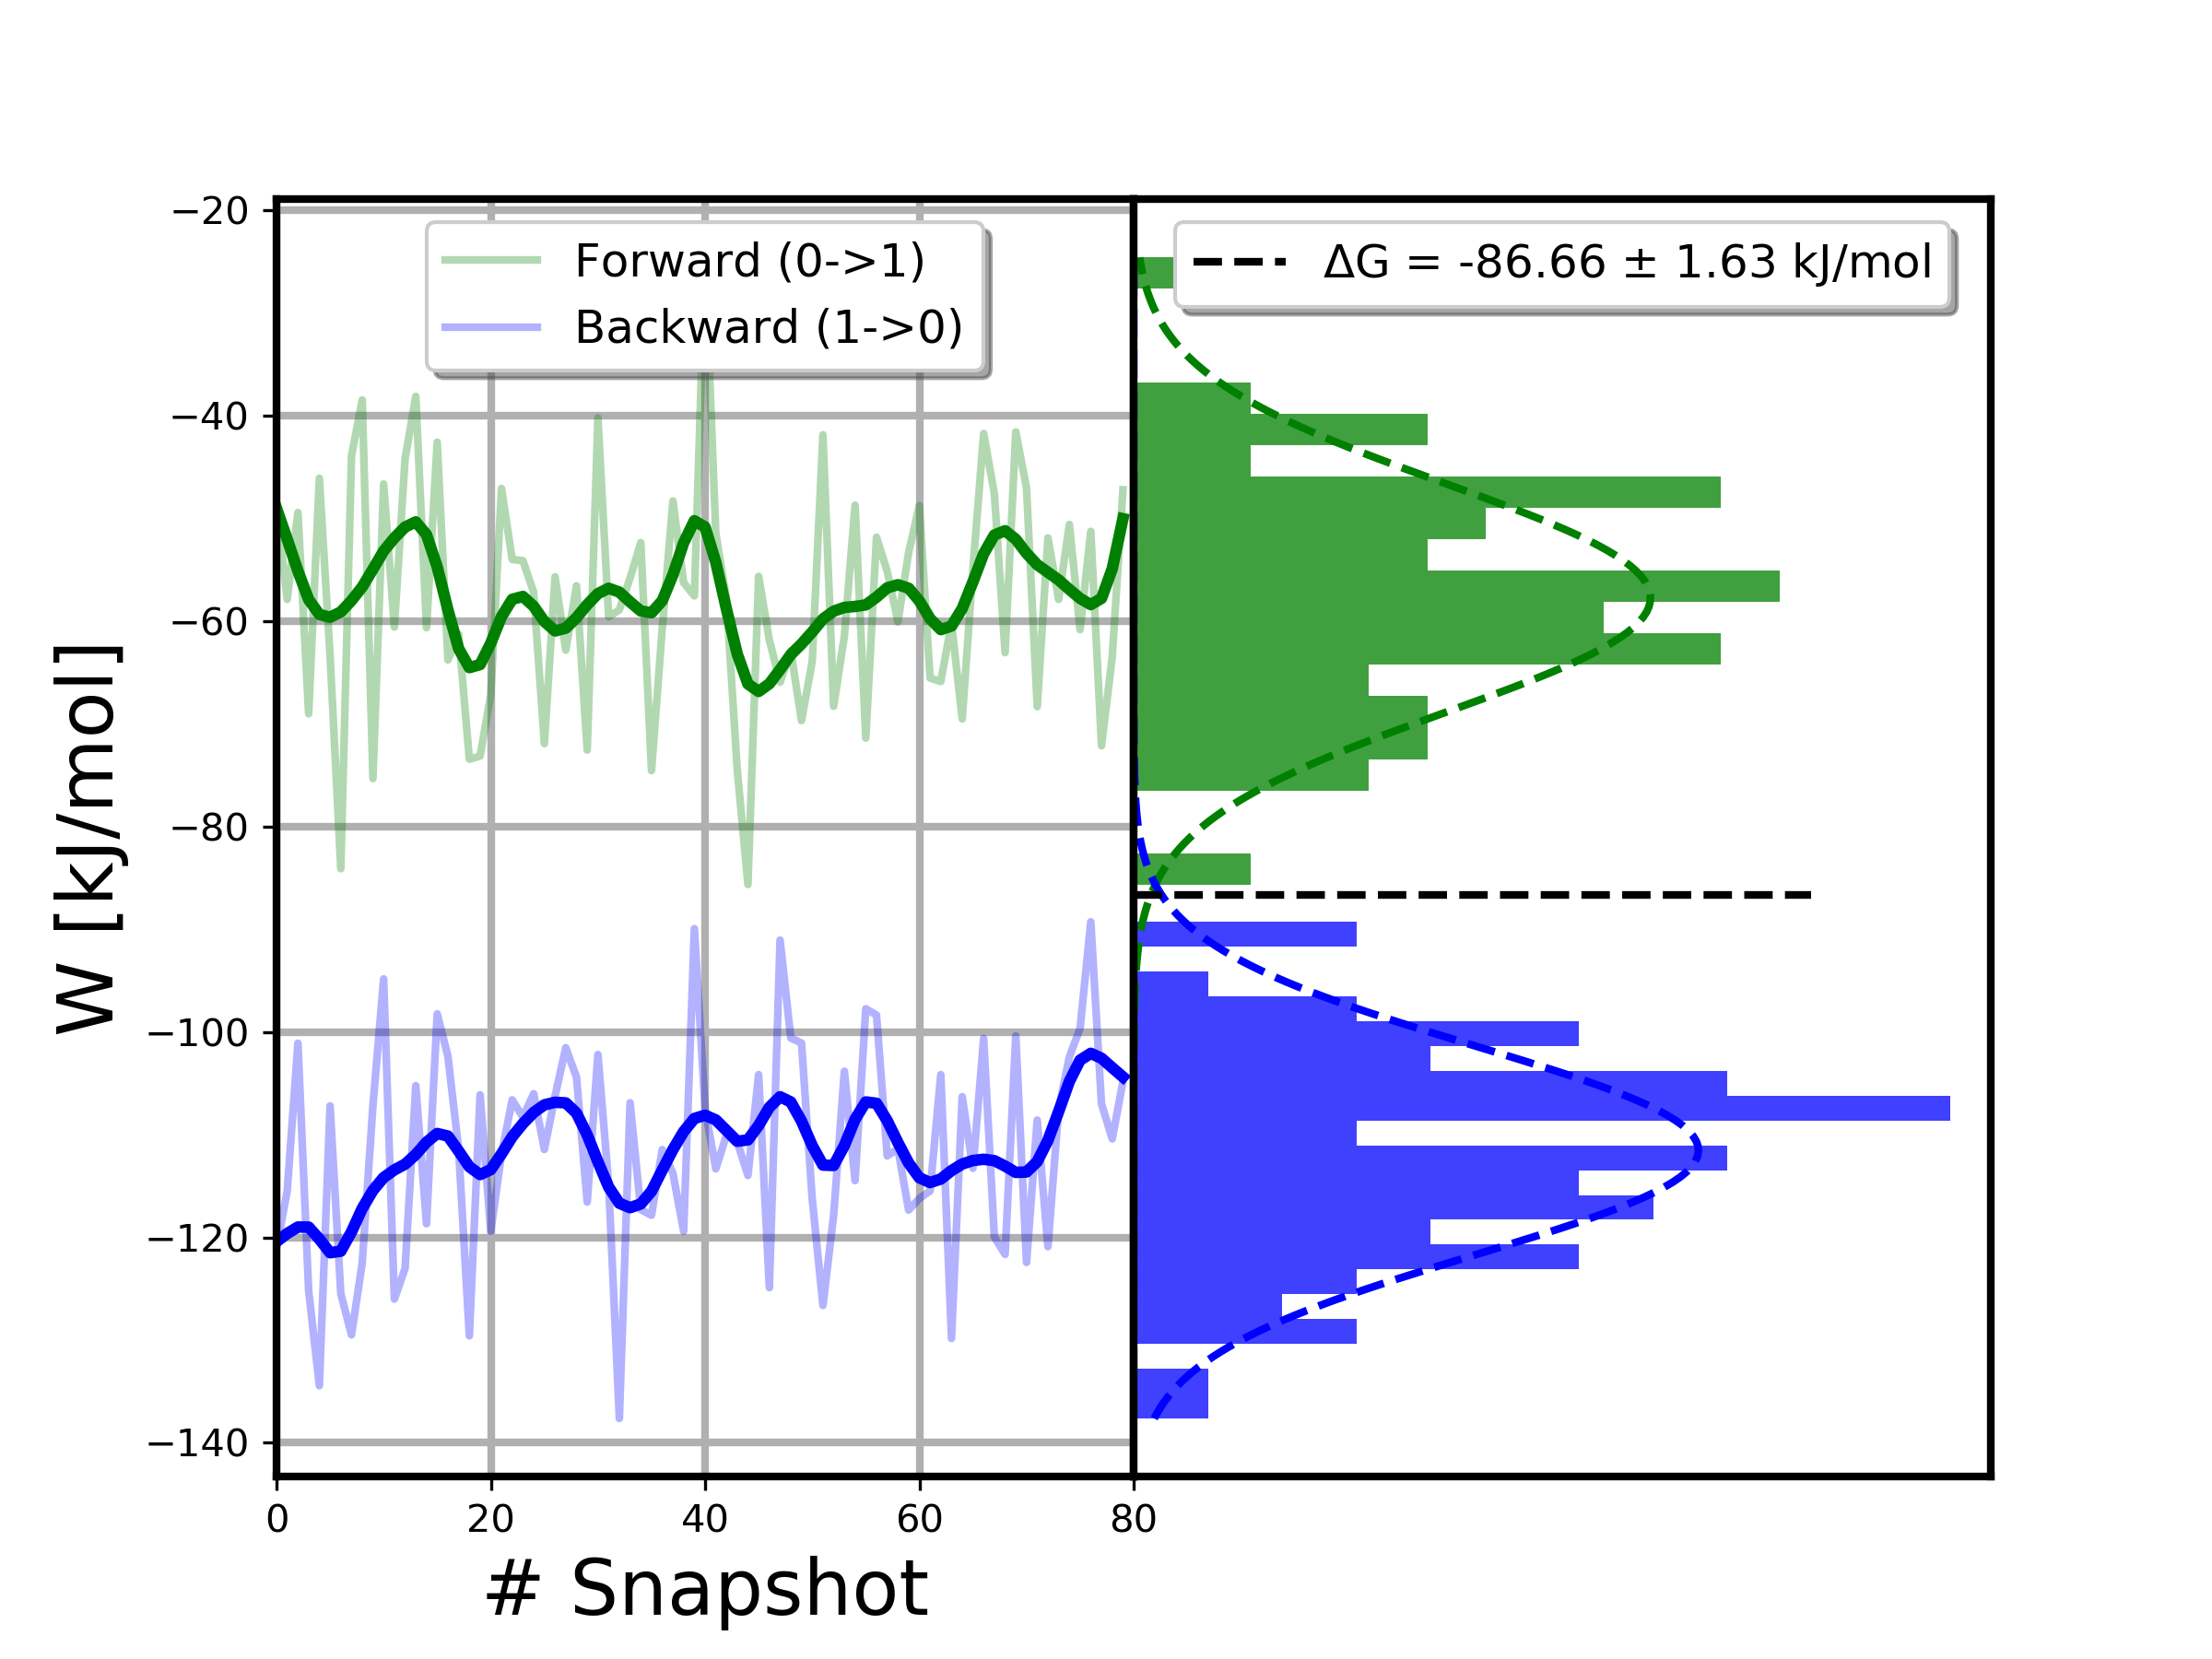 Forward (0->1)
Backward (1->0)
ΔG = -86.66 ± 1.63 kJ/mol
W [kJ/mol]
−20
−40
−60
−80
−100
−120
−140
0 20 40 60 80
# Snapshot